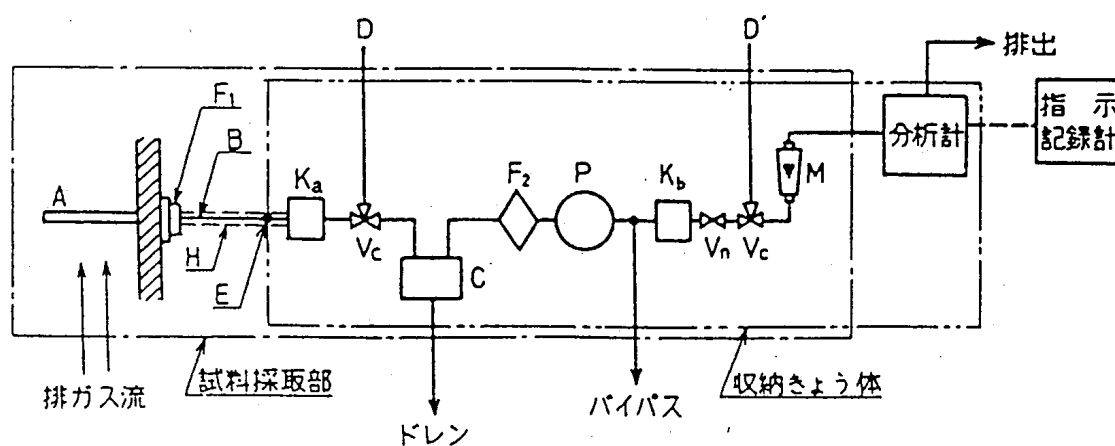 D
D′
排出
F₁
B
Ka
F₂
P
Kb
M
分析計
指示
記録計
A
H
E
Vc
C
Vn
Vc
排ガス流
試料採取部
ドレン
バイパス
収納きょう体